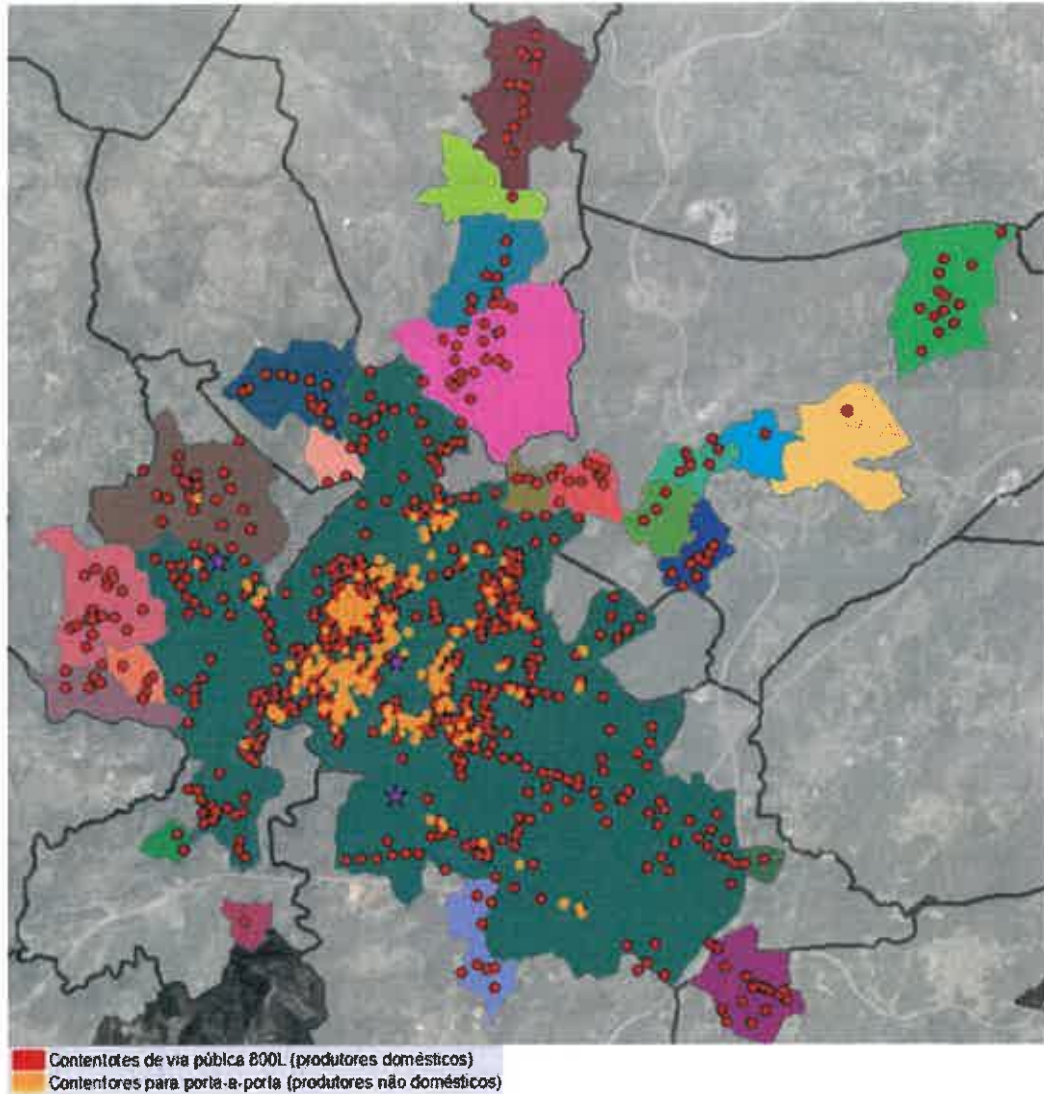 Contentores de via pública 800L (produtores domésticos)
Contentores para porta-a-porta (produtores não domésticos)